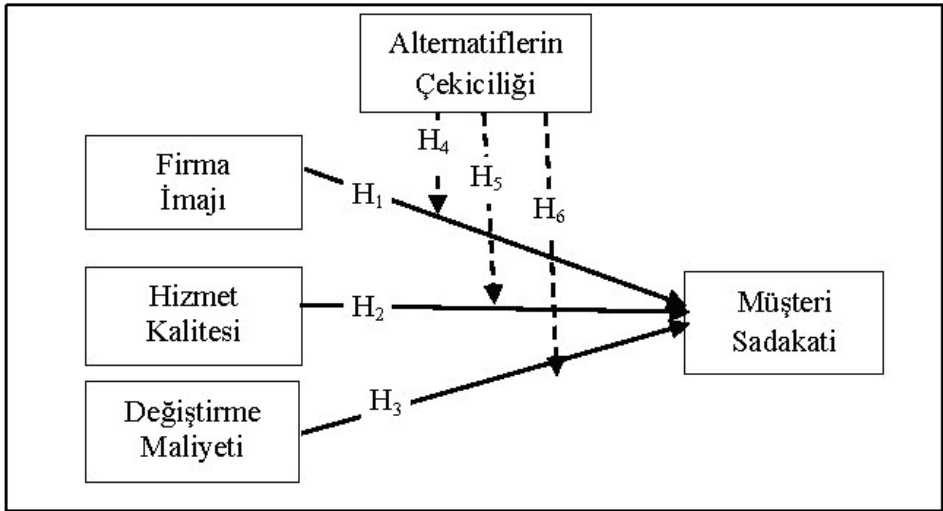 Alternatiflerin
Çekiciliği
Firma
İmajı
H₁
H₄
H₅
H₆
Hizmet
Kalitesi
H₂
Değiştirme
Maliyeti
H₃
Müşteri
Sadakati